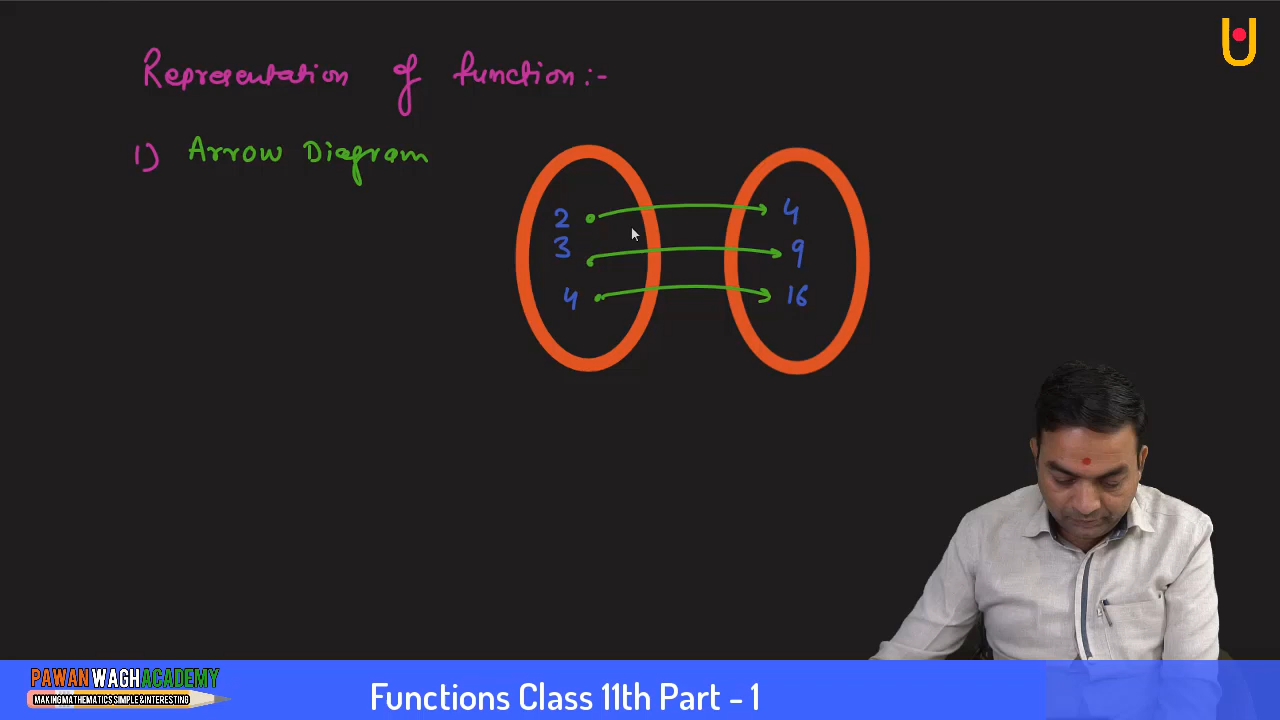 Representation of function:-
1) Arrow Diagram
2 4
3 9
4 16
PAWAN WAGH ACADEMY
MAKING MATHEMATICS SIMPLE & INTERESTING
Functions Class 11th Part - 1